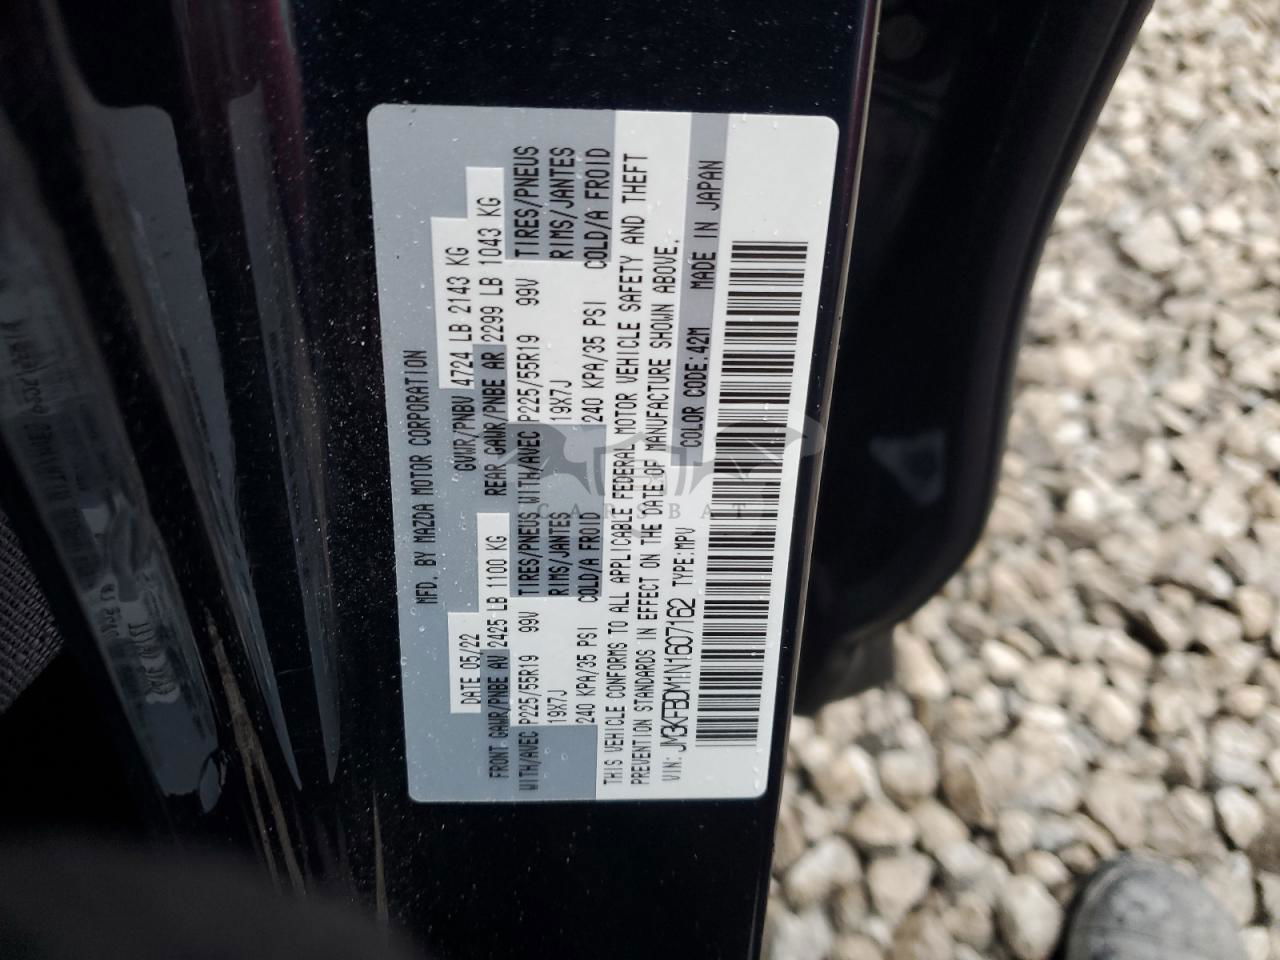 MFD. BY MAZDA MOTOR CORPORATION
DATE 05/22 GVWR/PNBV 4724 LB 2143 KG
FRONT GAWR/PNBE AV 2425 LB 1100 KG REAR GAWR/PNBE AR 2299 LB 1043 KG
WITH/AVEC P225/55R19 99V TIRES/PNEUS WITH/AVEC P225/55R19 99V TIRES/PNEUS
19X7J RIMS/JANTES 19X7J RIMS/JANTES
240 KPA/35 PSI COLD/A FROID 240 KPA/35 PSI COLD/A FROID
THIS VEHICLE CONFORMS TO ALL APPLICABLE FEDERAL MOTOR VEHICLE SAFETY AND THEFT
PREVENTION STANDARDS IN EFFECT ON THE DATE OF MANUFACTURE SHOWN ABOVE.
VIN: JM3KFBDM1N1607162 TYPE:MPV COLOR CODE:42M MADE IN JAPAN
CARSBAT